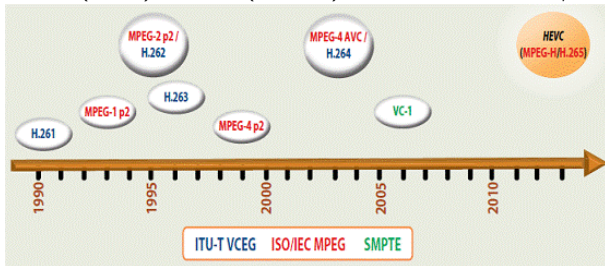 MPEG-2 p2 /
H.262
MPEG-4 AVC /
H.264
HEVC
(MPEG-H/H.265)
MPEG-1 p2
H.263
VC-1
H.261
MPEG-4 p2
1990
1995
2000
2005
2010
ITU-T VCEG ISO/IEC MPEG SMPTE